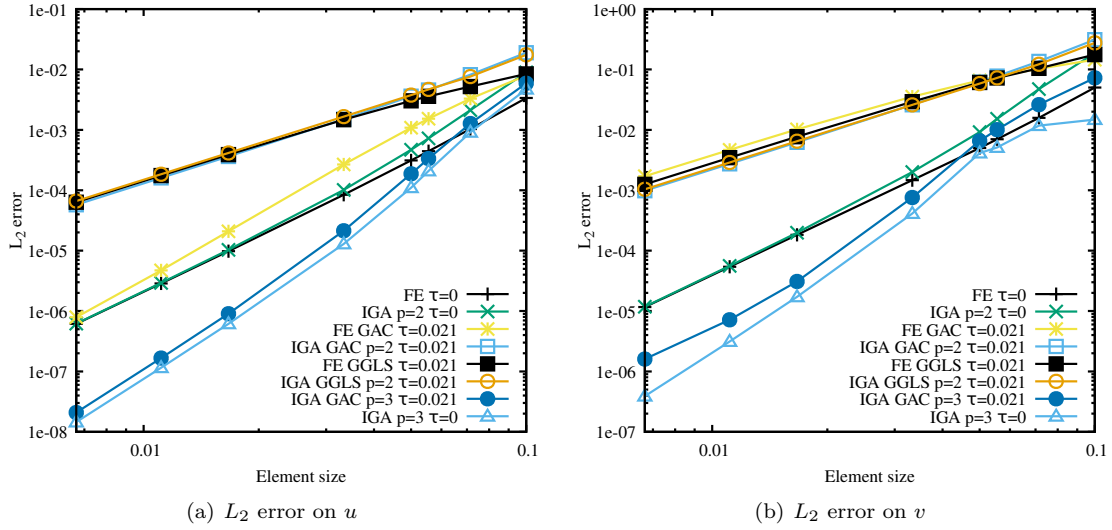 1e-01
1e-02
1e-03
1e-04
1e-05
1e-06
1e-07
1e-08
L2 error
0.01
0.1
Element size
FE τ=0
IGA p=2 τ=0
FE GAC τ=0.021
IGA GAC p=2 τ=0.021
FE GGLS τ=0.021
IGA GGLS p=2 τ=0.021
IGA GAC p=3 τ=0.021
IGA p=3 τ=0
(a) L2 error on u
1e+00
1e-01
1e-02
1e-03
1e-04
1e-05
1e-06
1e-07
L2 error
0.01
0.1
Element size
FE τ=0
IGA p=2 τ=0
FE GAC τ=0.021
IGA GAC p=2 τ=0.021
FE GGLS τ=0.021
IGA GGLS p=2 τ=0.021
IGA GAC p=3 τ=0.021
IGA p=3 τ=0
(b) L2 error on v